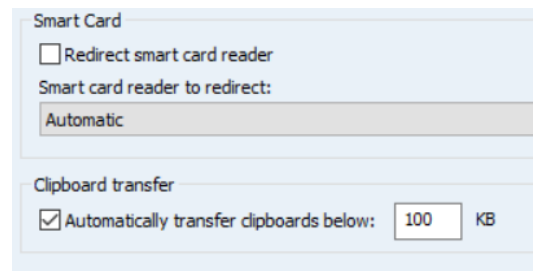 Smart Card
Redirect smart card reader
Smart card reader to redirect:
Automatic
Clipboard transfer
Automatically transfer clipboards below: 100 KB